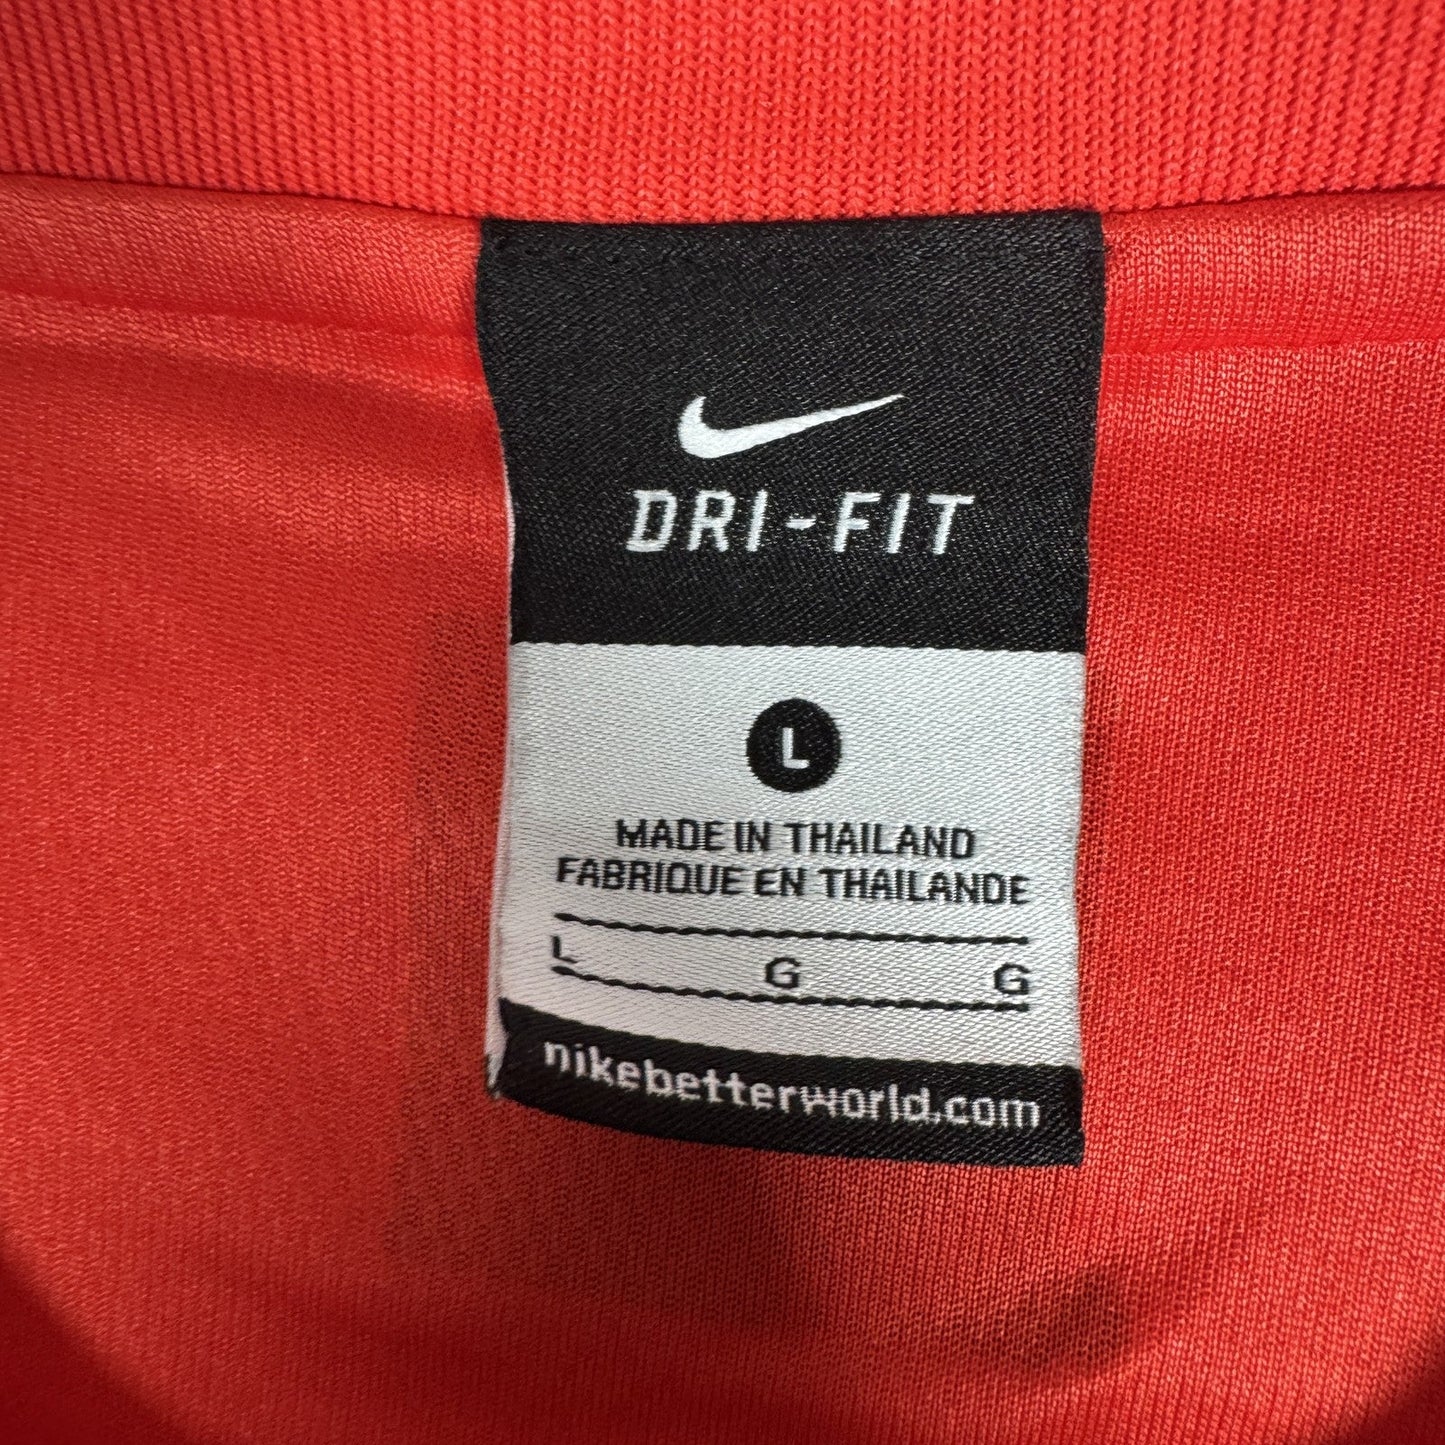 DRI-FIT
L
MADE IN THAILAND
FABRIQUE EN THAILANDE
L G G
nikebetterworld.com